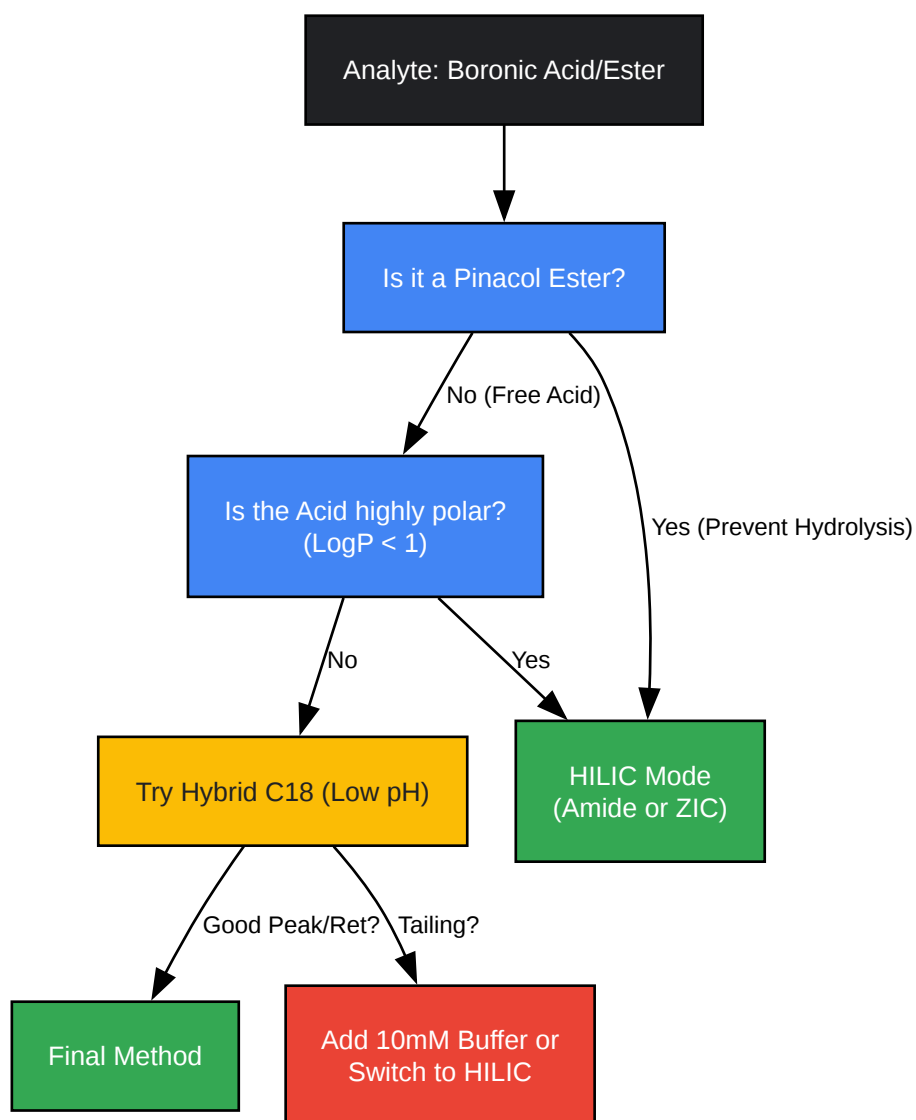 Analyte: Boronic Acid/Ester
Is it a Pinacol Ester?
No (Free Acid)
Is the Acid highly polar?
(LogP < 1)
Yes (Prevent Hydrolysis)
No
Yes
Try Hybrid C18 (Low pH)
HILIC Mode
(Amide or ZIC)
Good Peak/Ret?
Tailing?
Final Method
Add 10mM Buffer or
Switch to HILIC